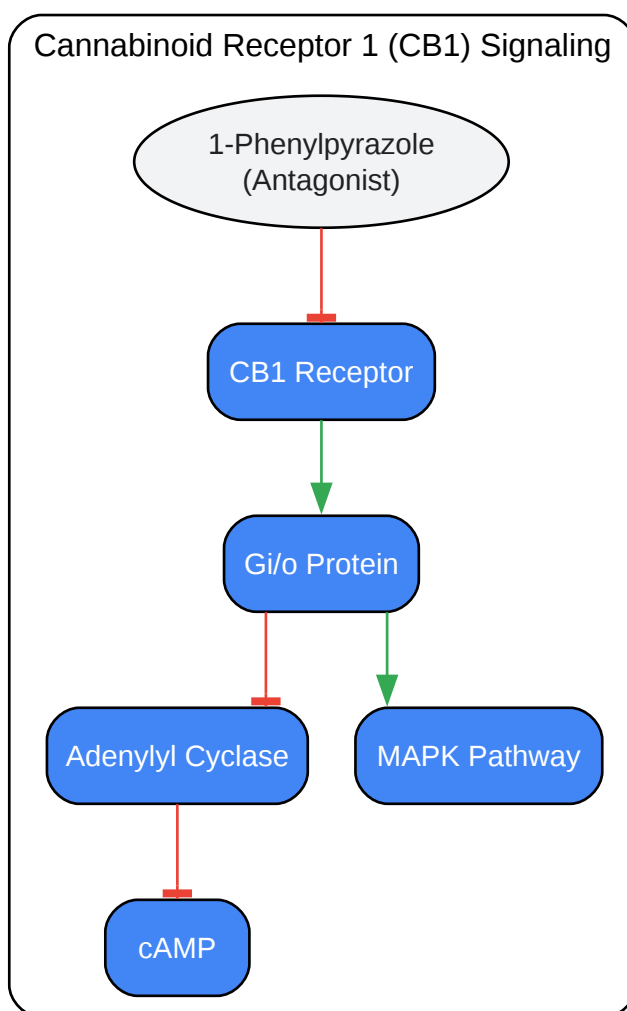 Cannabinoid Receptor 1 (CB1) Signaling
1-Phenylpyrazole
(Antagonist)
CB1 Receptor
Gi/o Protein
Adenylyl Cyclase
MAPK Pathway
cAMP